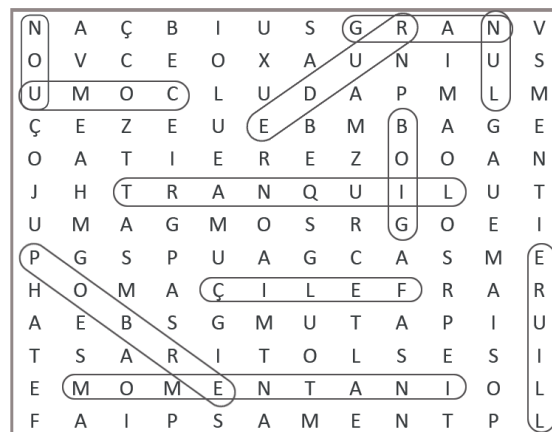 N A Ç B I U S G R A N V
O V C E O X A U N I U S
U M O C L U D A P M L M
Ç E Z E U E B M B A G E
O A T I E R E Z O O A N
J H T R A N Q U I L U T
U M A G M O S R G O E I
P G S P U A G C A S M E
H O M A Ç I L E F R A R
A E B S G M U T A P I U
T S A R I T O L S E S I
E M O M E N T A N I O L
F A I P S A M E N T P L